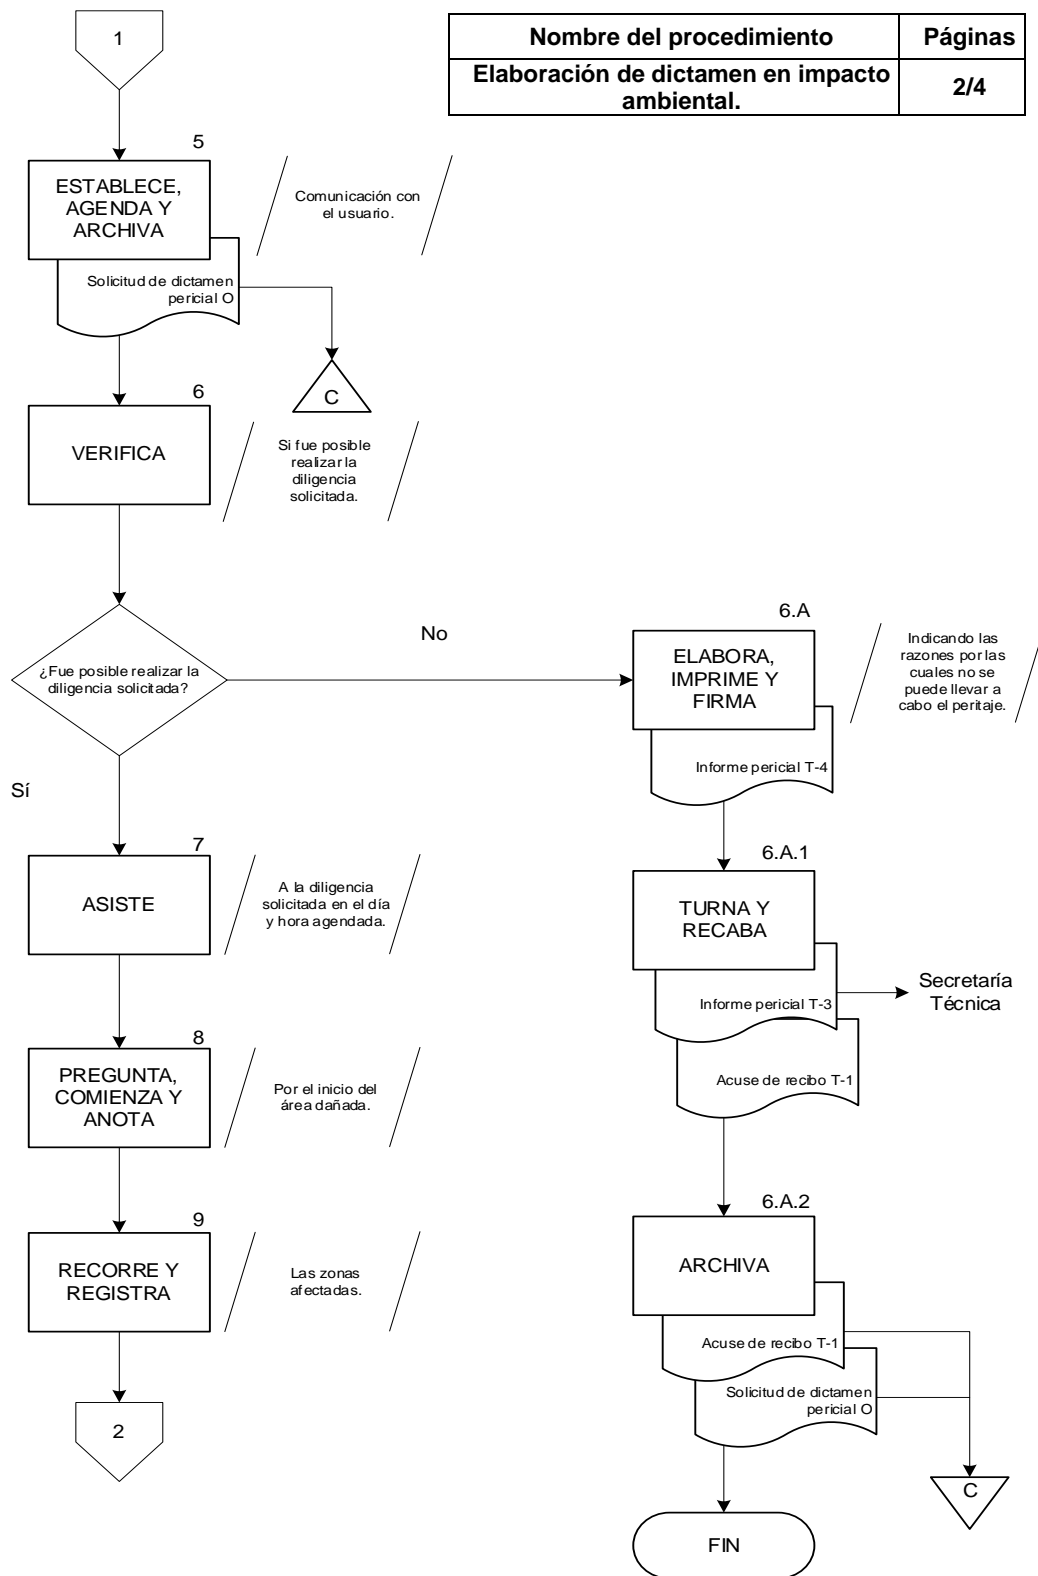 1
Nombre del procedimiento
Páginas
Elaboración de dictamen en impacto
ambiental.
2/4
5
ESTABLECE,
AGENDA Y
ARCHIVA
Comunicación con
el usuario.
Solicitud de dictamen
pericial O
C
6
VERIFICA
Si fue posible
realizar la
diligencia
solicitada.
¿Fue posible realizar la
diligencia solicitada?
No
Sí
6.A
ELABORA,
IMPRIME Y
FIRMA
Indicando las
razones por las
cuales no se
puede llevar a
cabo el peritaje.
Informe pericial T-4
7
ASISTE
A la diligencia
solicitada en el día
y hora agendada.
6.A.1
TURNA Y
RECABA
Informe pericial T-3
Secretaría
Técnica
Acuse de recibo T-1
8
PREGUNTA,
COMIENZA Y
ANOTA
Por el inicio del
área dañada.
9
RECORRE Y
REGISTRA
Las zonas
afectadas.
2
6.A.2
ARCHIVA
Acuse de recibo T-1
Solicitud de dictamen
pericial O
C
FIN